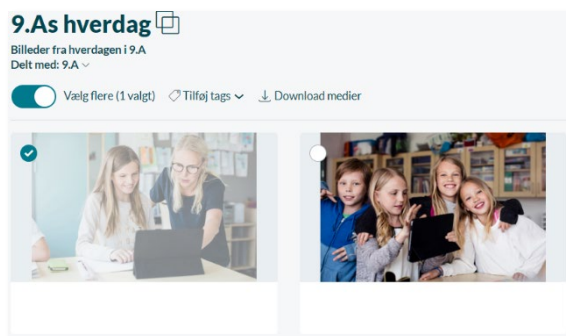 9.As hverdag
Billeder fra hverdagen i 9.A
Delt med: 9.A
Vælg flere (1 valgt) Tilføj tags Download medier